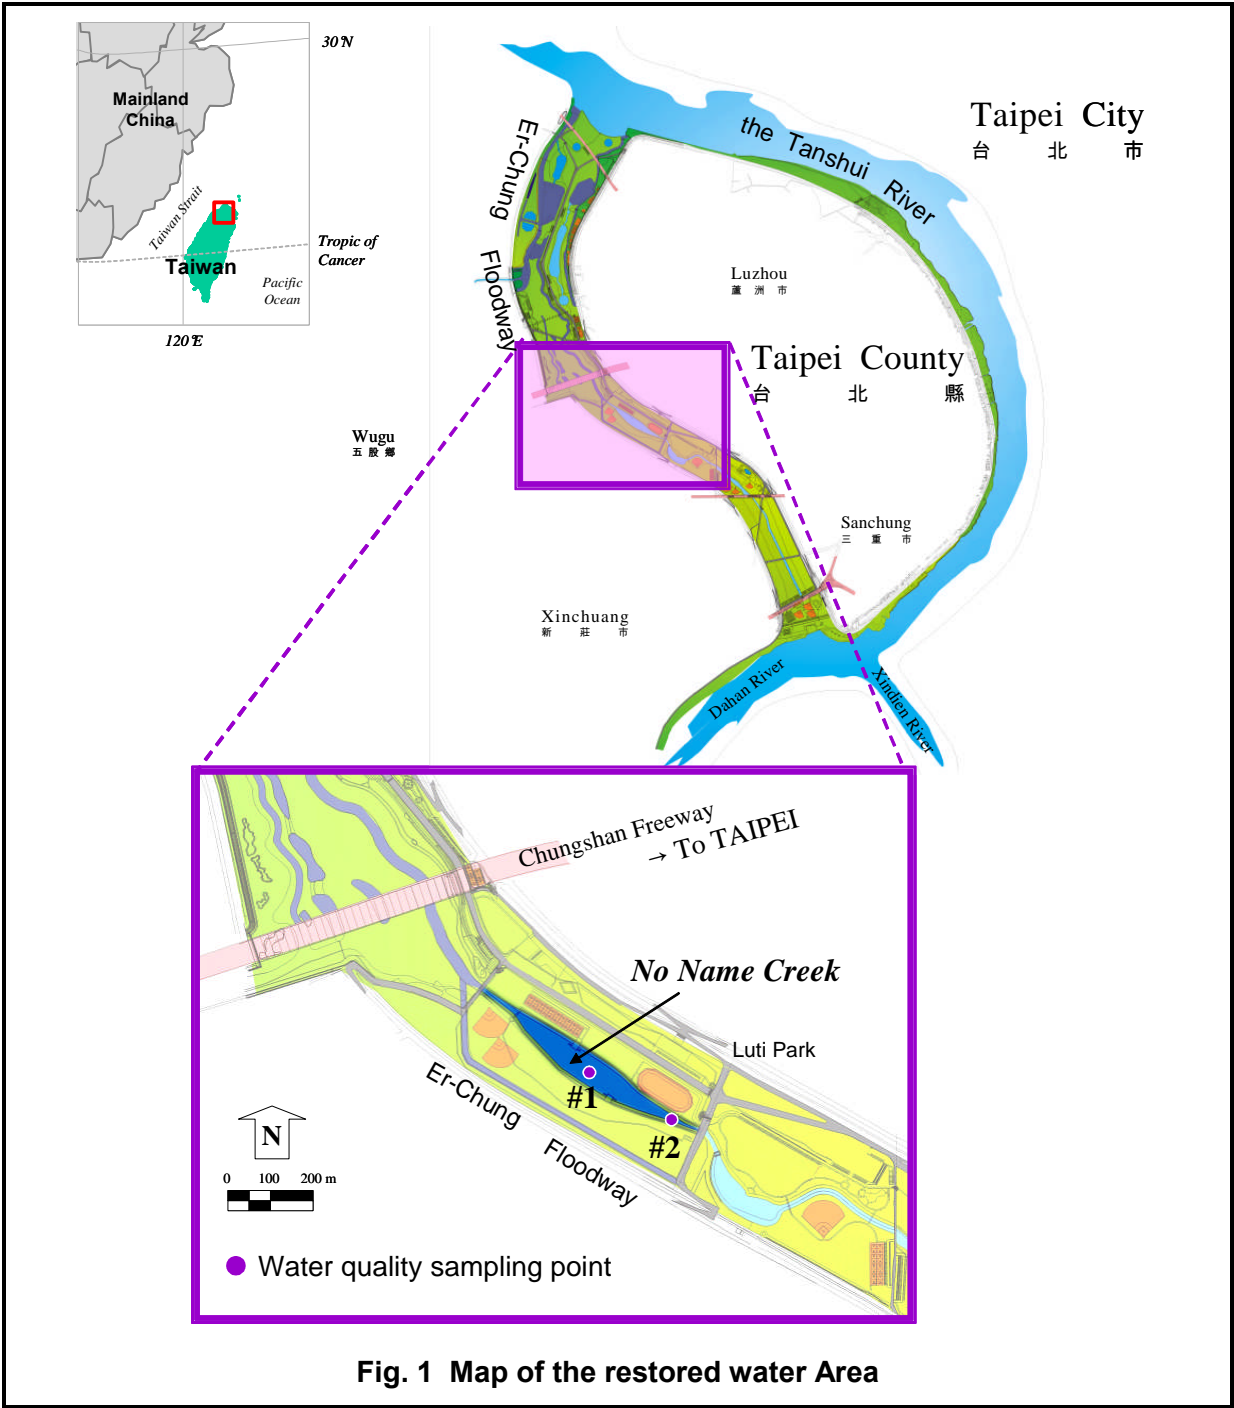 30°N
Mainland
China
Taiwan Strait
Tropic of
Cancer
Taiwan
Pacific
Ocean
120°E
Taipei City
台 北 市
the Tanshui River
Er-Chung Floodway
Luzhou
蘆 洲 市
Taipei County
台 北 縣
Wugu
五 股 鄉
Sanchung
三 重 市
Xinchuang
新 莊 市
Dahan River
Xindien River
Chungshan Freeway
→ To TAIPEI
No Name Creek
Luti Park
#1
#2
Er-Chung Floodway
N
0 100 200 m
Water quality sampling point
Fig. 1 Map of the restored water Area